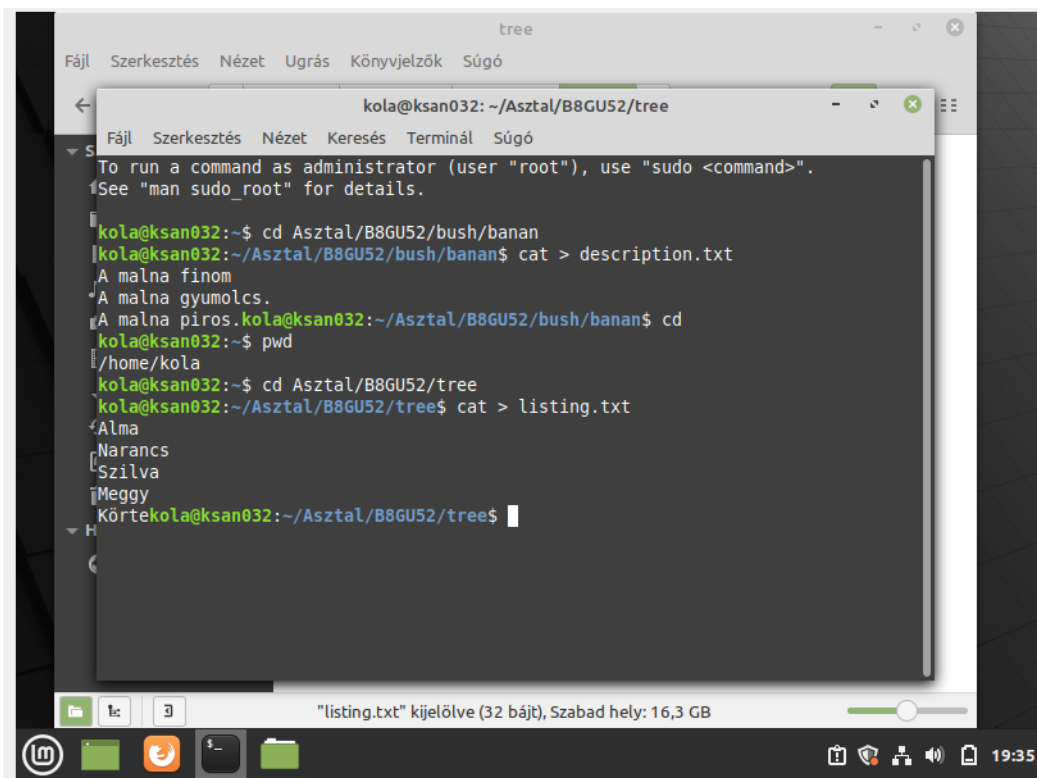 tree
Fájl Szerkesztés Nézet Ugrás Könyvjelzők Súgó
kola@ksan032: ~/Asztal/B8GU52/tree
Fájl Szerkesztés Nézet Keresés Terminál Súgó
To run a command as administrator (user "root"), use "sudo <command>".
See "man sudo_root" for details.
kola@ksan032:~$ cd Asztal/B8GU52/bush/banan
kola@ksan032:~/Asztal/B8GU52/bush/banan$ cat > description.txt
A malna finom
A malna gyumolcs.
A malna piros.kola@ksan032:~/Asztal/B8GU52/bush/banan$ cd
kola@ksan032:~$ pwd
/home/kola
kola@ksan032:~$ cd Asztal/B8GU52/tree
kola@ksan032:~/Asztal/B8GU52/tree$ cat > listing.txt
Alma
Narancs
Szilva
Meggy
Körtekola@ksan032:~/Asztal/B8GU52/tree$
"listing.txt" kijelölve (32 bájt), Szabad hely: 16,3 GB
19:35